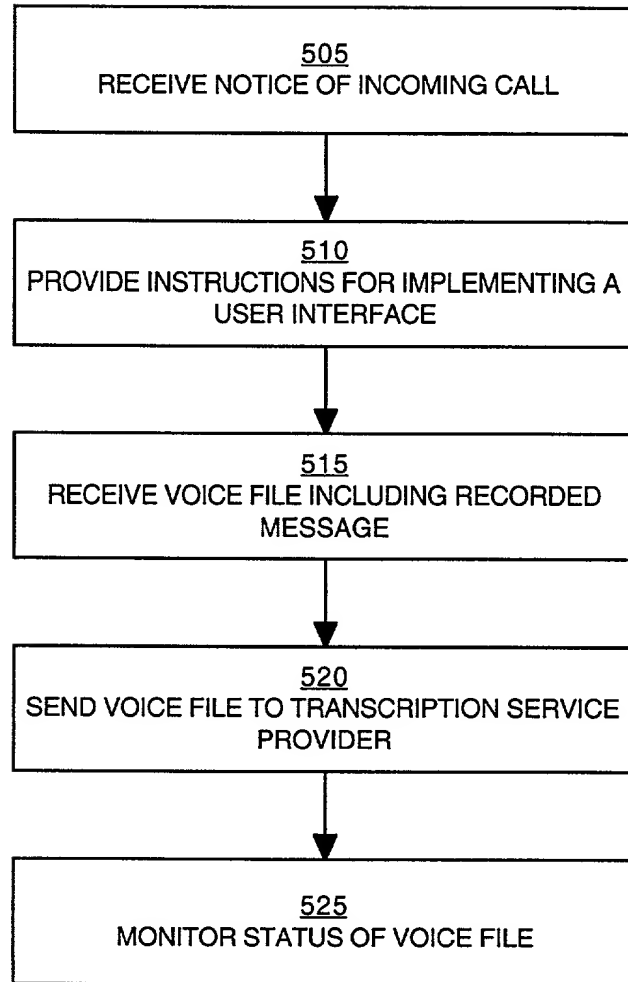 505
RECEIVE NOTICE OF INCOMING CALL
510
PROVIDE INSTRUCTIONS FOR IMPLEMENTING A
USER INTERFACE
515
RECEIVE VOICE FILE INCLUDING RECORDED
MESSAGE
520
SEND VOICE FILE TO TRANSCRIPTION SERVICE
PROVIDER
525
MONITOR STATUS OF VOICE FILE